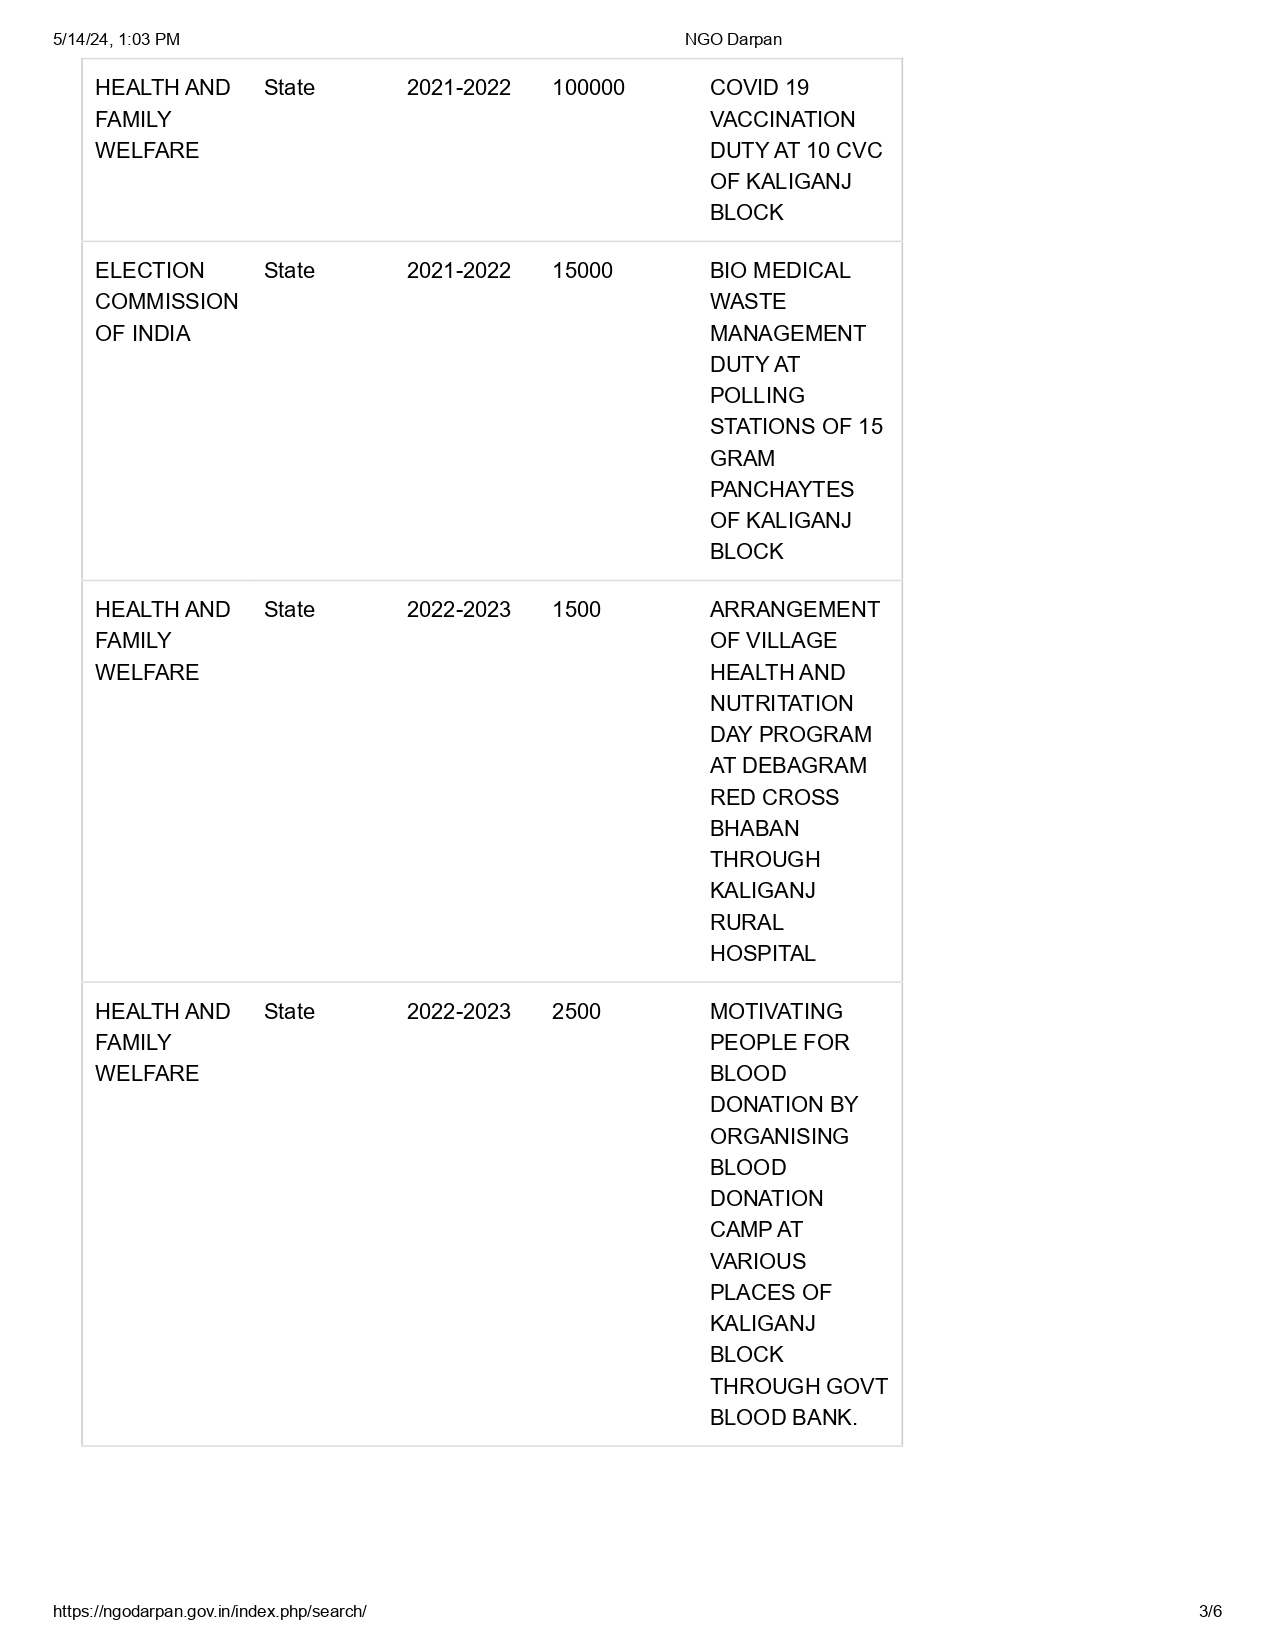 5/14/24, 1:03 PM NGO Darpan
HEALTH AND State 2021-2022 100000 COVID 19
FAMILY VACCINATION
WELFARE DUTY AT 10 CVC
OF KALIGANJ
BLOCK
ELECTION State 2021-2022 15000 BIO MEDICAL
COMMISSION WASTE
OF INDIA MANAGEMENT
DUTY AT
POLLING
STATIONS OF 15
GRAM
PANCHAYTES
OF KALIGANJ
BLOCK
HEALTH AND State 2022-2023 1500 ARRANGEMENT
FAMILY OF VILLAGE
WELFARE HEALTH AND
NUTRITATION
DAY PROGRAM
AT DEBAGRAM
RED CROSS
BHABAN
THROUGH
KALIGANJ
RURAL
HOSPITAL
HEALTH AND State 2022-2023 2500 MOTIVATING
FAMILY PEOPLE FOR
WELFARE BLOOD
DONATION BY
ORGANISING
BLOOD
DONATION
CAMP AT
VARIOUS
PLACES OF
KALIGANJ
BLOCK
THROUGH GOVT
BLOOD BANK.
https://ngodarpan.gov.in/index.php/search/ 3/6